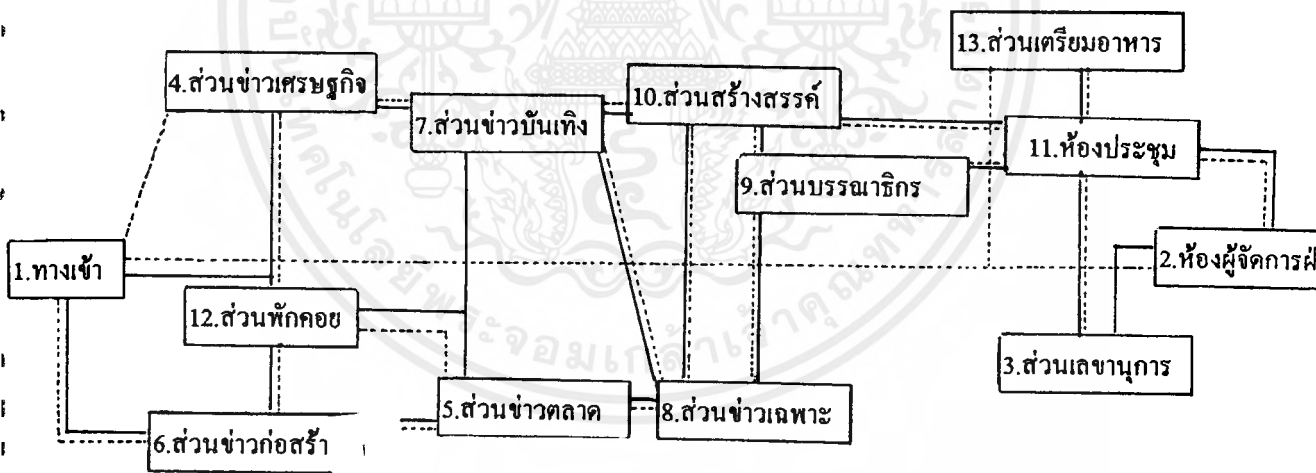 13.ส่วนเตรียมอาหาร
4.ส่วนข่าวเศรษฐกิจ
10.ส่วนสร้างสรรค์
7.ส่วนข่าวบันเทิง
11.ห้องประชุม
9.ส่วนบรรณาธิกร
1.ทางเข้า
2.ห้องผู้จัดการฝ่
12.ส่วนพักคอย
3.ส่วนเลขานุการ
5.ส่วนข่าวตลาด
8.ส่วนข่าวเฉพาะ
6.ส่วนข่าวก่อสร้า